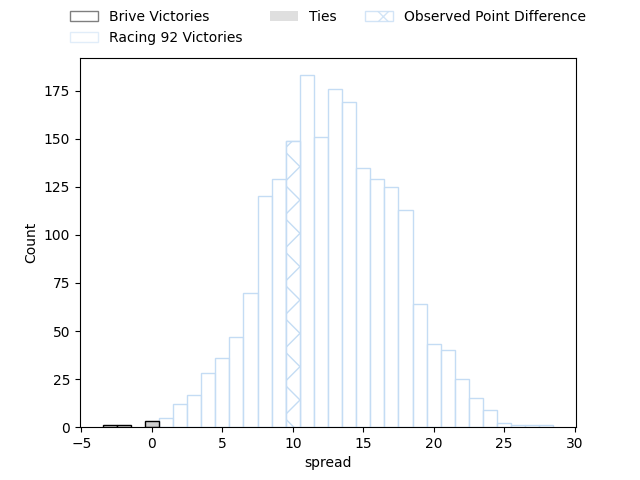 Brive Victories
Ties
Observed Point Difference
Racing 92 Victories
175
150
125
100
75
50
25
0
Count
−5
0
5
10
15
20
25
30
spread